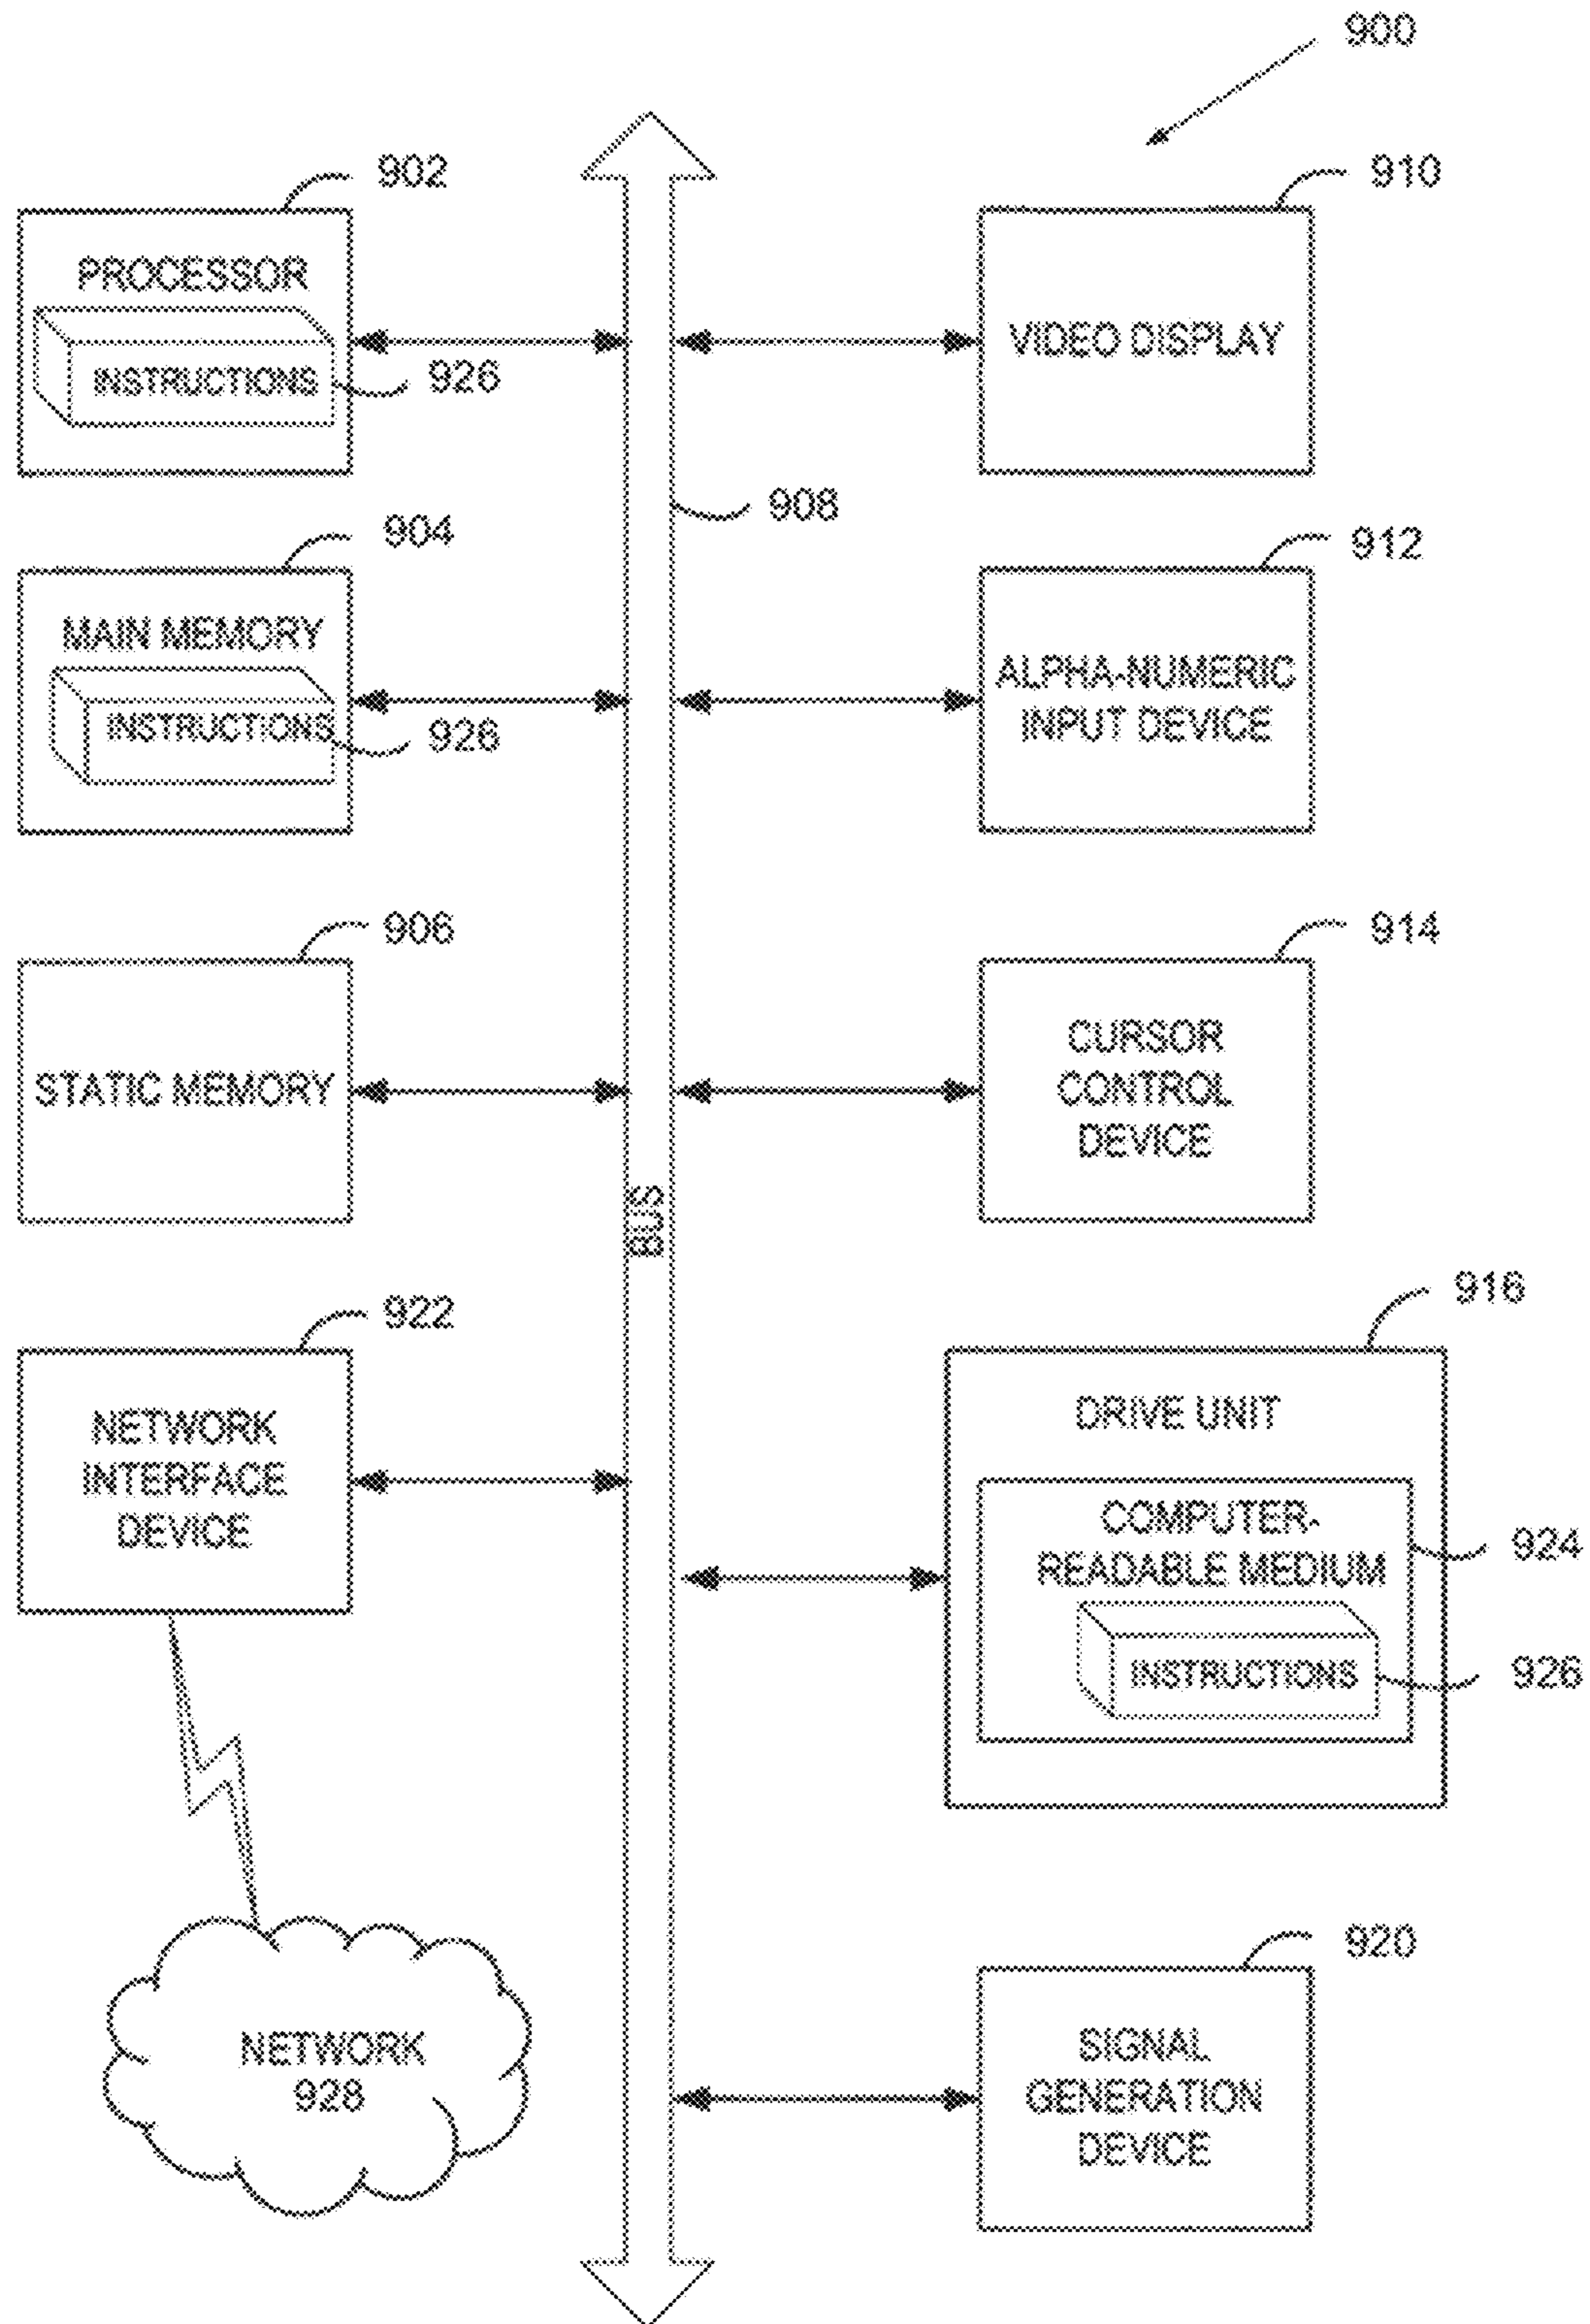 900
902
PROCESSOR
INSTRUCTIONS
926
910
VIDEO DISPLAY
908
904
MAIN MEMORY
INSTRUCTIONS
926
912
ALPHA-NUMERIC
INPUT DEVICE
906
STATIC MEMORY
914
CURSOR
CONTROL
DEVICE
BUS
922
NETWORK
INTERFACE
DEVICE
916
DRIVE UNIT
COMPUTER-
READABLE MEDIUM
924
INSTRUCTIONS
926
NETWORK
928
920
SIGNAL
GENERATION
DEVICE